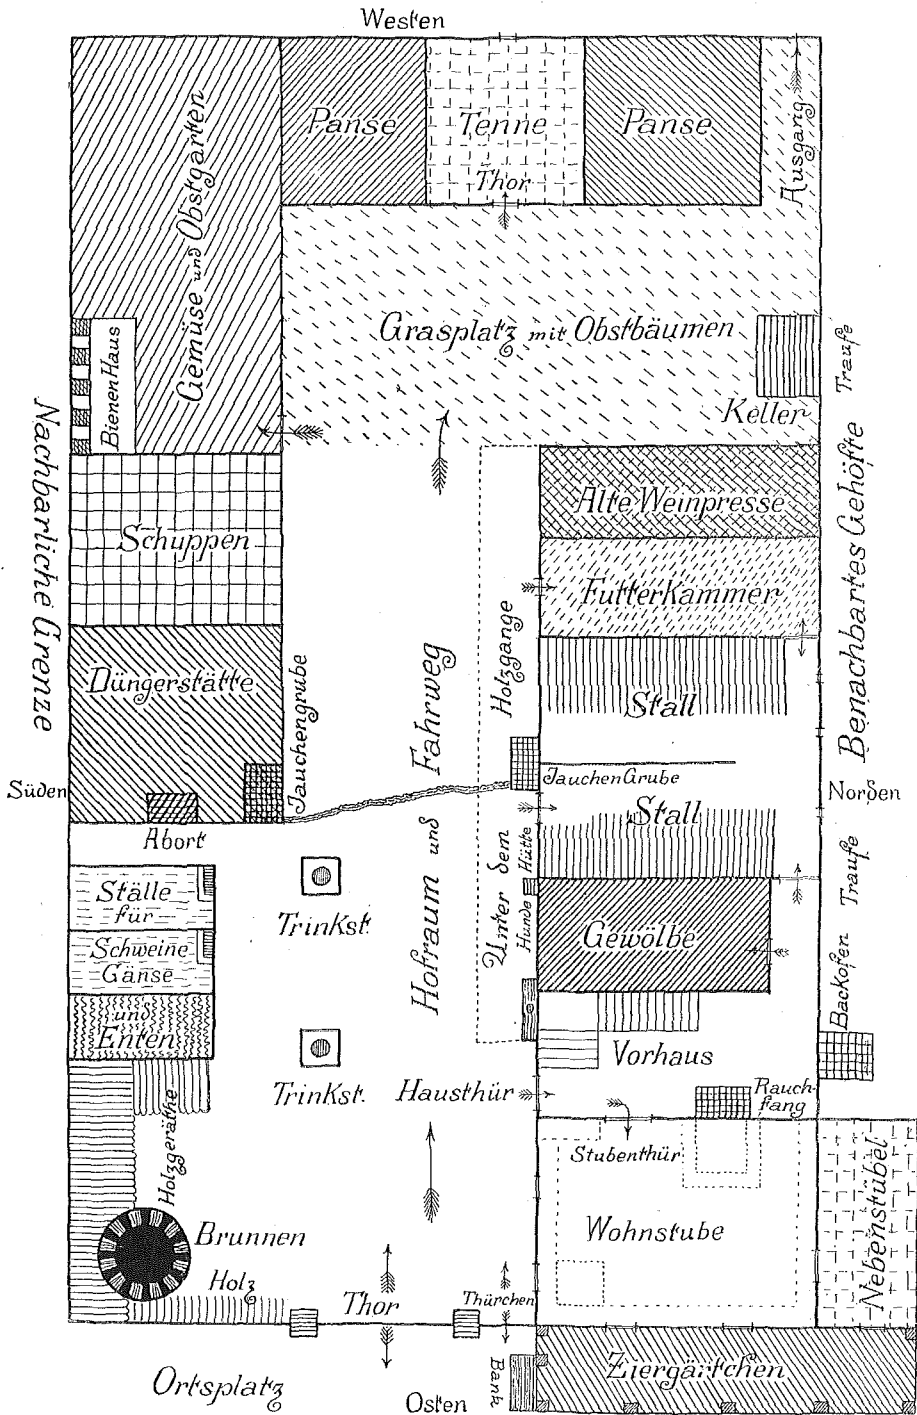 Westen
Panse
Tenne
Panse
Ausgang
Thor
Gemüse und Obstgarten
Grasplatz mit Obstbäumen
Bienen Haus
Keller
Traufe
Nachbarliche Grenze
Benachbartes Gehöfte
Schuppen
Alte Weinpresse
Futterkammer
Düngerstätte
Jauchengrube
Hofraum und Fahrweg
Unter dem Holzgange
Stall
Jauchen Grube
Süden
Norden
Stall
Abort
Hunde Hütte
Traufe
Ställe
für
Schweine
Gänse
und
Enten
Trinkst.
Gewölbe
Backofen
Vorhaus
Trinkst.
Hausthür
Rauch-
fang
Holzgeräthe
Stubenthür
Nebenstübel
Brunnen
Wohnstube
Holz
Thor
Thürchen
Bank
Ziergärtchen
Ortsplatz
Osten